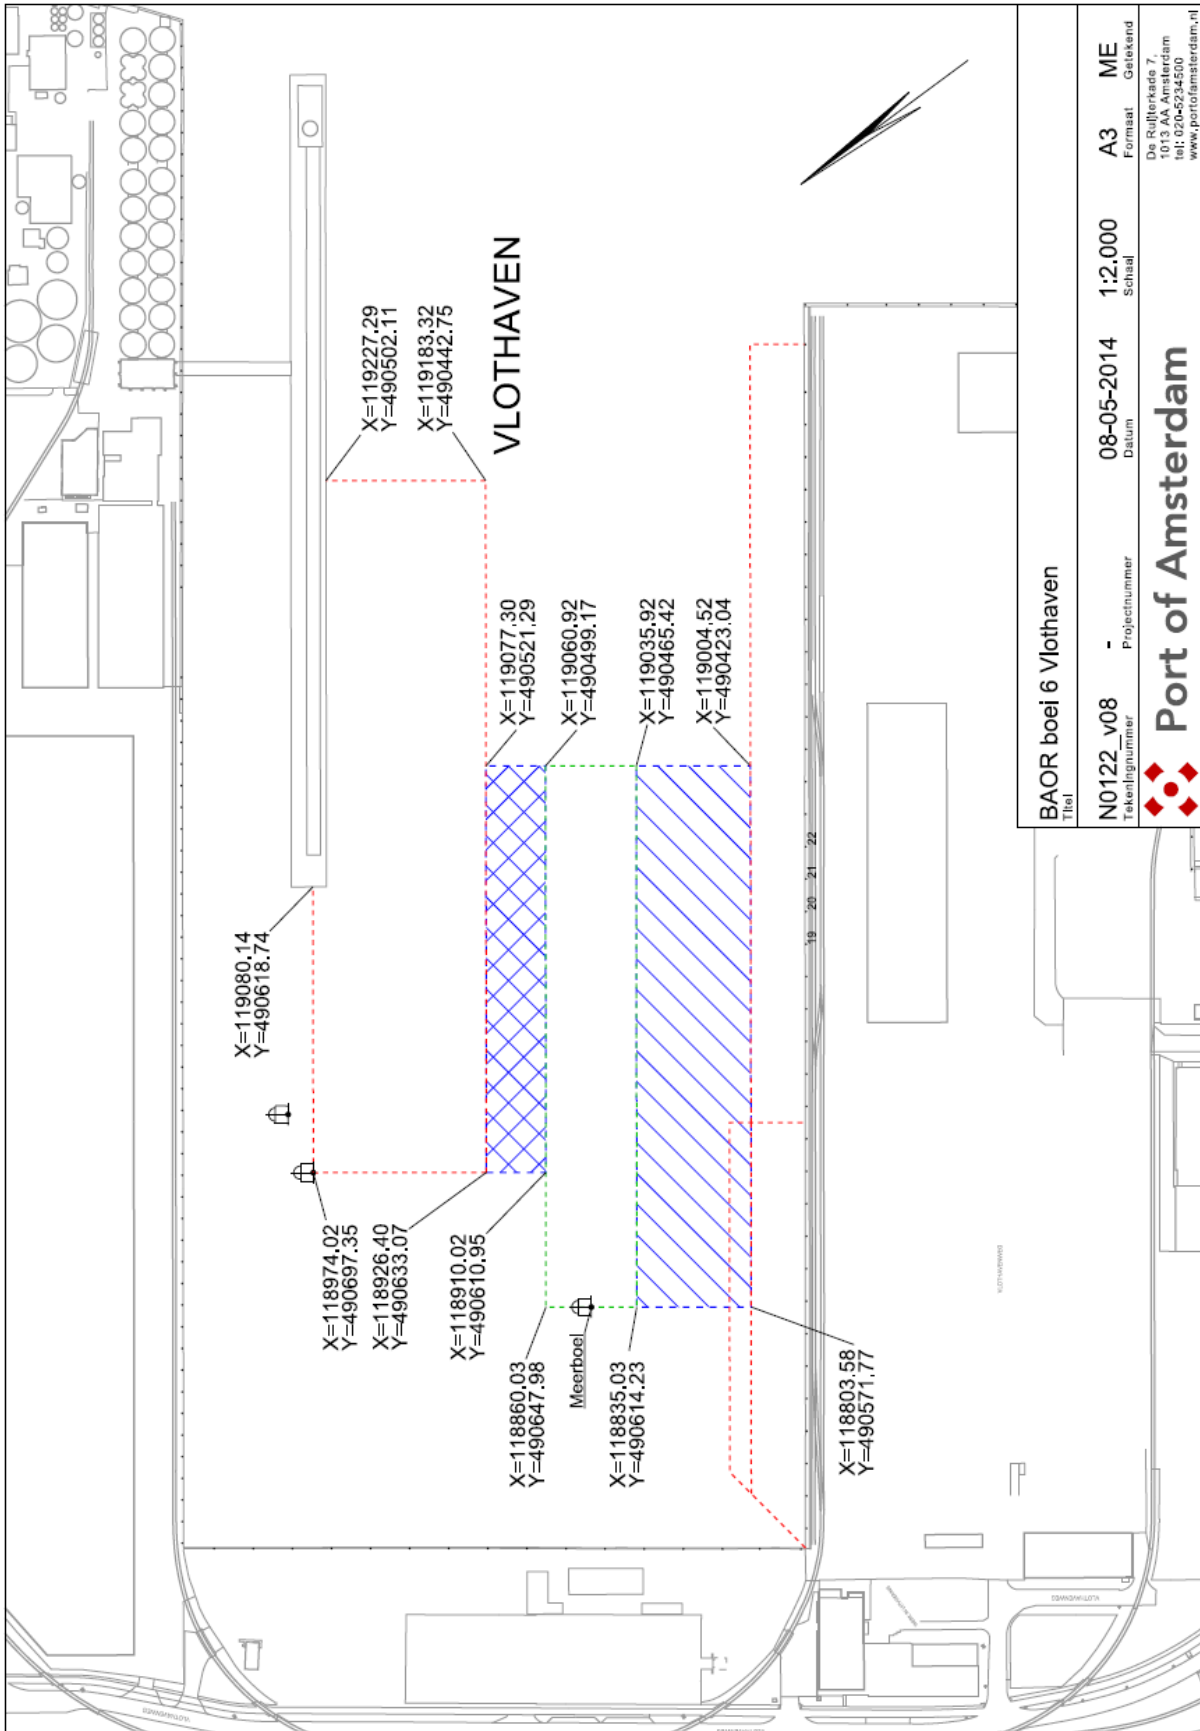 VLOTHAVEN
X=119227.29
Y=490502.11
X=119183.32
Y=490442.75
X=119077.30
Y=490521.29
X=119060.92
Y=490499.17
X=119035.92
Y=490465.42
X=119004.52
Y=490423.04
X=119080.14
Y=490618.74
X=118974.02
Y=490697.35
X=118926.40
Y=490633.07
X=118910.02
Y=490610.95
X=118860.03
Y=490647.98
Meerboei
X=118835.03
Y=490614.23
X=118803.58
Y=490571.77
19 20 21 22
VLOTHAVENWEG
VLOTHAVENWEG
VLOTHAVENWEG
BAOR boei 6 Vlothaven
Titel
N0122_v08 - 08-05-2014 1:2.000 A3 ME
Tekeningnummer Projectnummer Datum Schaal Formaat Getekend
Port of Amsterdam
De Ruijterkade 7,
1013 AA Amsterdam
tel: 020-5234500
www.portofamsterdam.nl